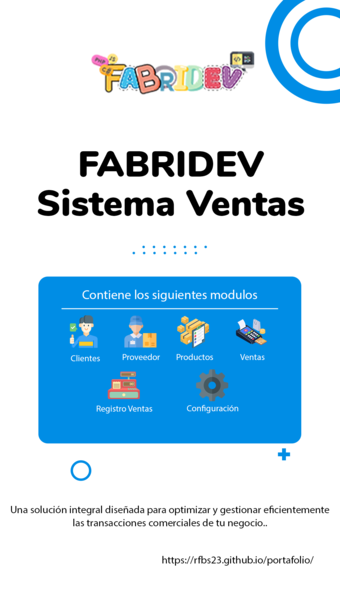 FABRIDEV
FABRIDEV
Sistema Ventas
Contiene los siguientes modulos
Clientes
Proveedor
Productos
Ventas
Registro Ventas
Configuración
Una solución integral diseñada para optimizar y gestionar eficientemente
las transacciones comerciales de tu negocio..
https://rfbs23.github.io/portafolio/